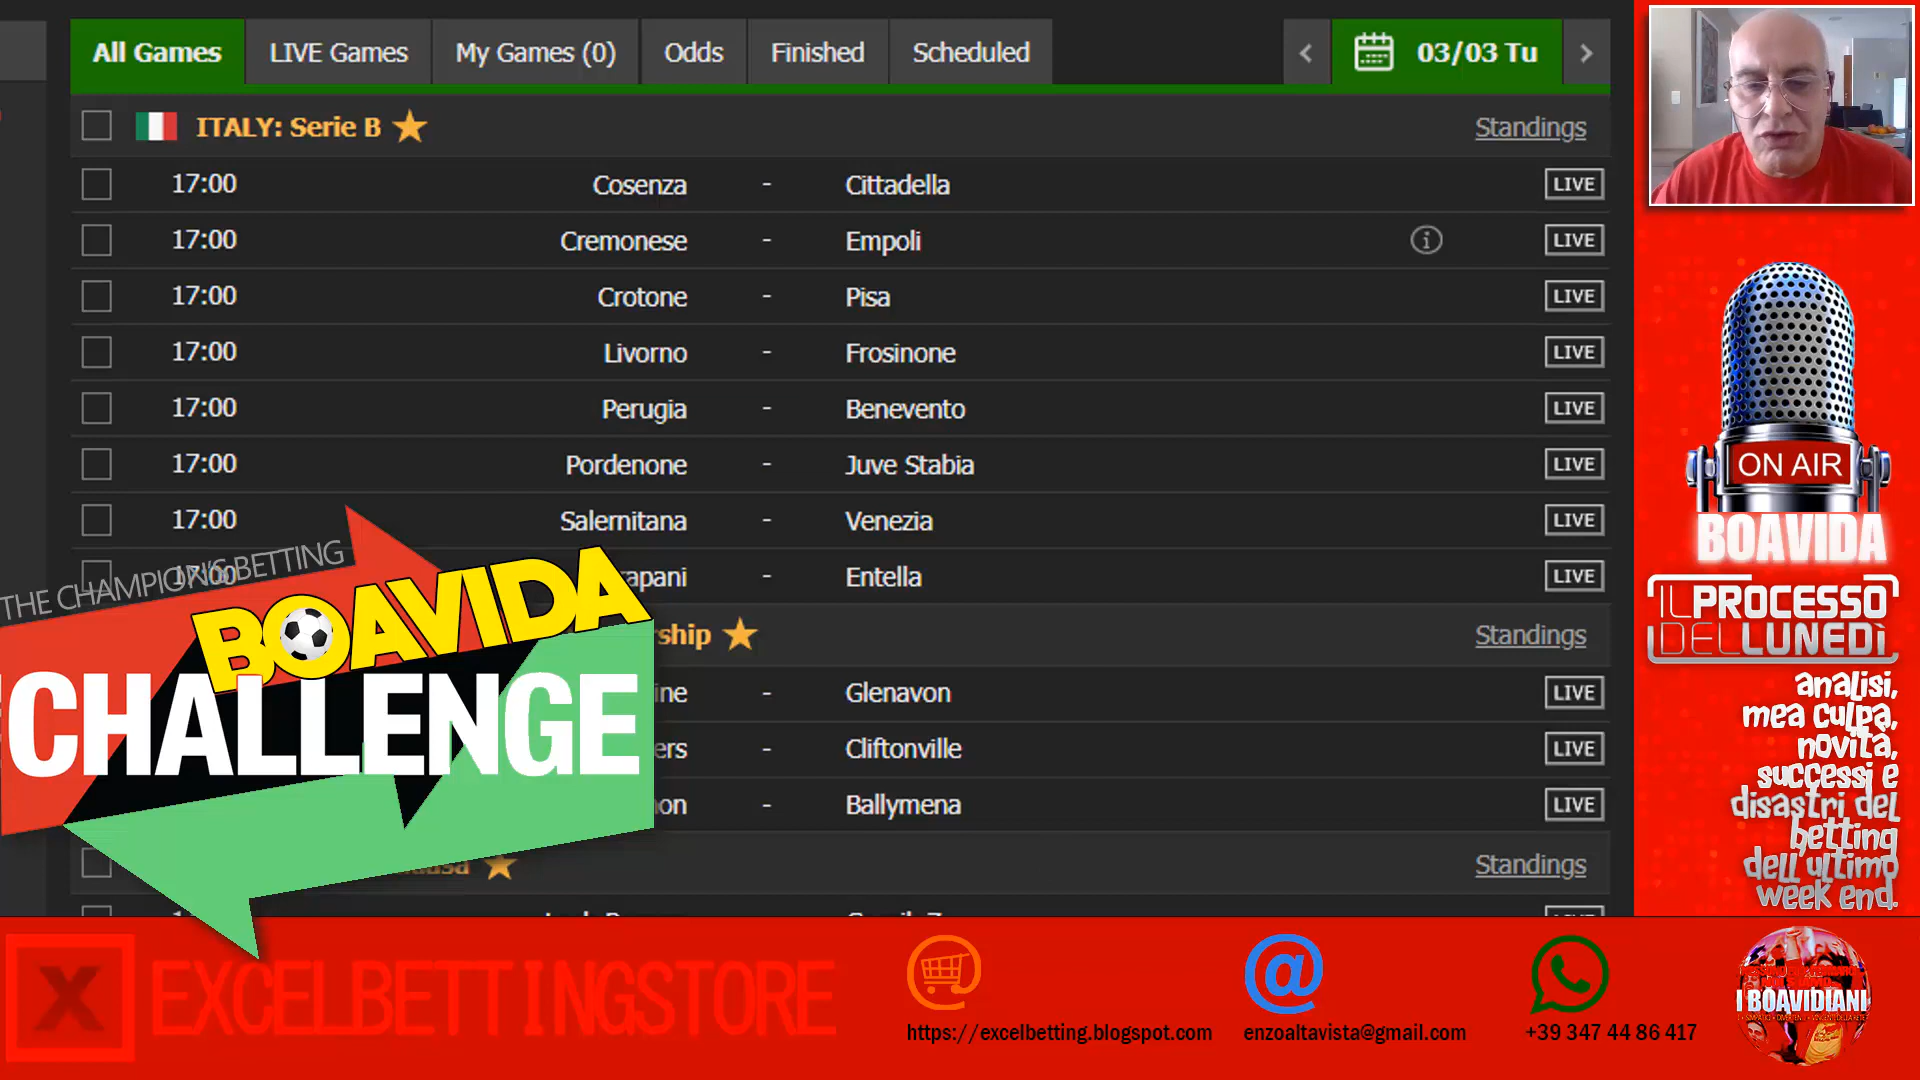 All Games LIVE Games My Games (0) Odds Finished Scheduled 03/03 Tu
ITALY: Serie B Standings
17:00 Cosenza - Cittadella LIVE
17:00 Cremonese - Empoli LIVE
17:00 Crotone - Pisa LIVE
17:00 Livorno - Frosinone LIVE
17:00 Perugia - Benevento LIVE
17:00 Pordenone - Juve Stabia LIVE
17:00 Salernitana - Venezia LIVE
17:00 apani - Entella LIVE
rship Standings
ine - Glenavon LIVE
ers - Cliftonville LIVE
on - Ballymena LIVE
Standings
THE CHAMPION'S BETTING
BOAVIDA
CHALLENGE
ON AIR
BOAVIDA
IL PROCESSO
DEL LUNEDÌ
analisi,
mea culpa,
novità,
successi e
disastri del
betting
dell'ultimo
week end.
X EXCELBETTINGSTORE
https://excelbetting.blogspot.com enzoaltavista@gmail.com +39 347 44 86 417
I BOAVIDIANI